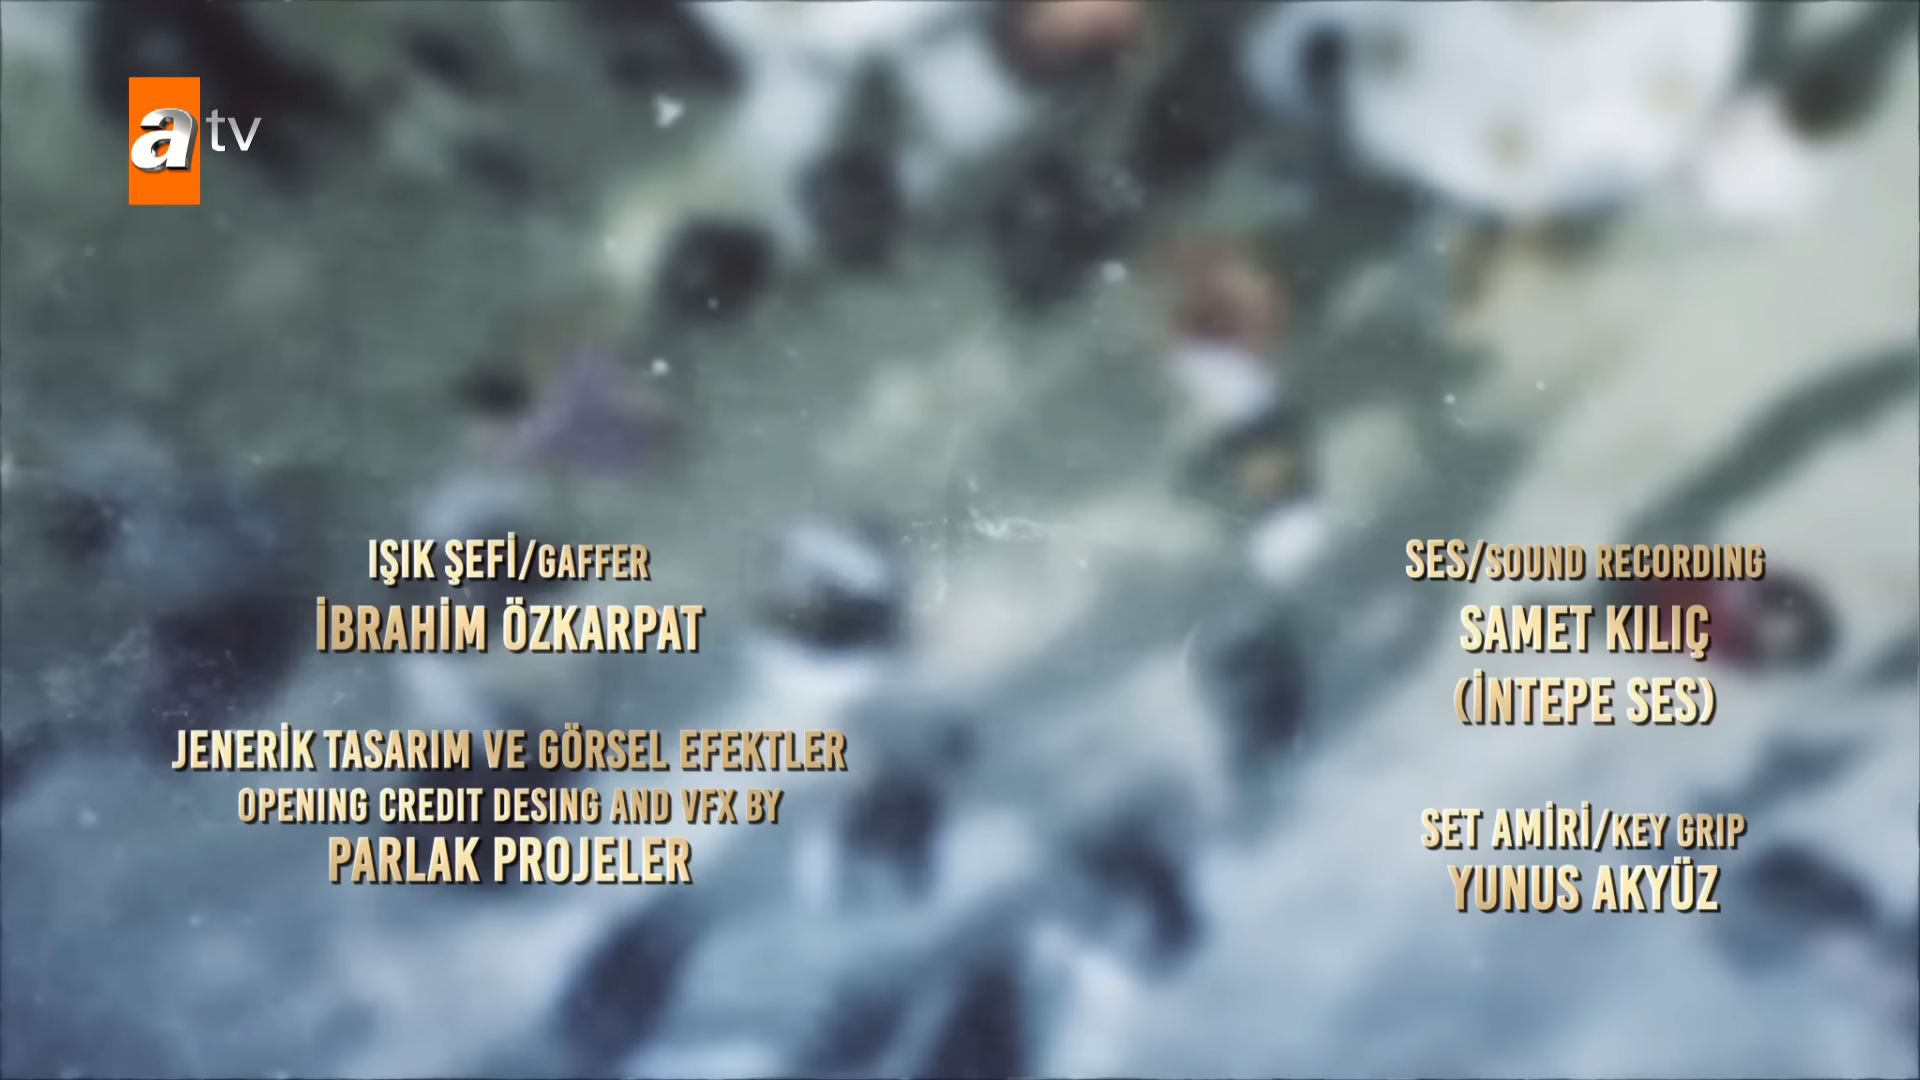 atv
IŞIK ŞEFİ/GAFFER
İBRAHİM ÖZKARPAT
JENERİK TASARIM VE GÖRSEL EFEKTLER
OPENING CREDIT DESING AND VFX BY
PARLAK PROJELER
SES/SOUND RECORDING
SAMET KILIÇ
(İNTEPE SES)
SET AMİRİ/KEY GRIP
YUNUS AKYÜZ